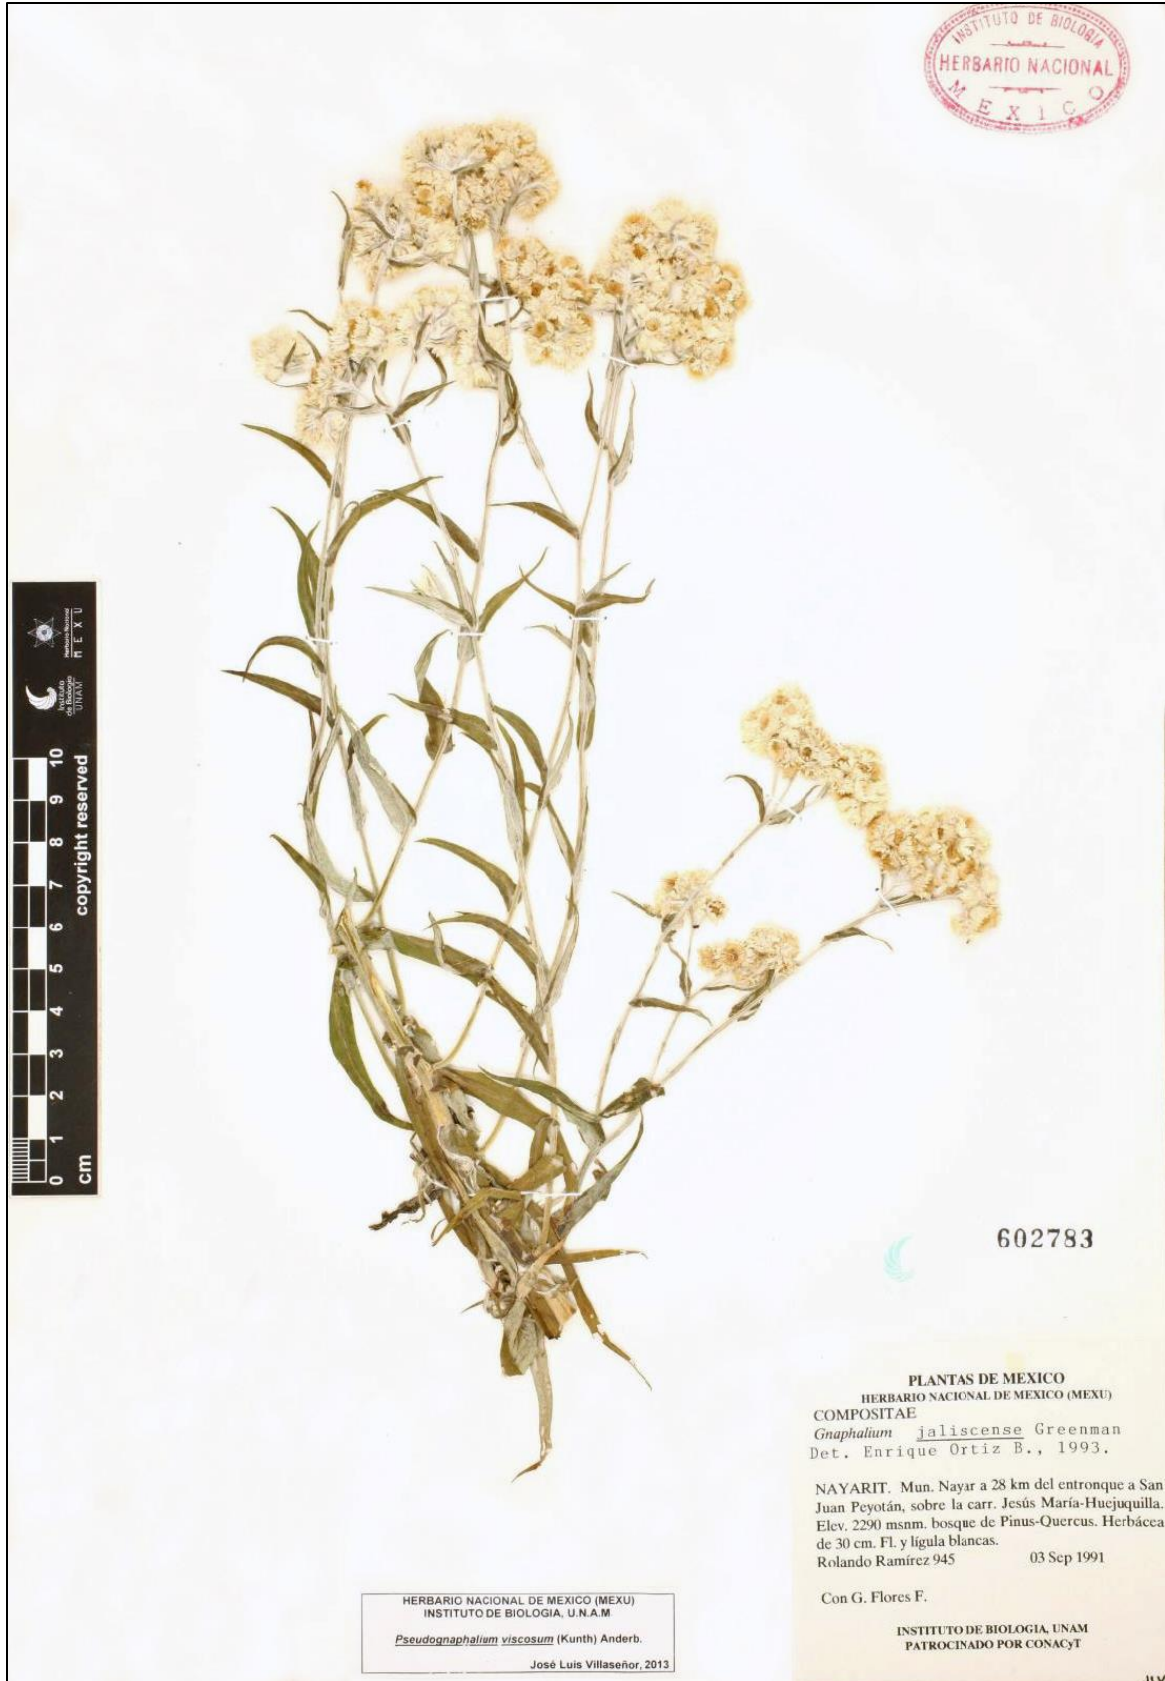 INSTITUTO DE BIOLOGIA
HERBARIO NACIONAL
MEXICO
Herbario Nacional
MEXU
Instituto
de Biología
UNAM
copyright reserved
10
9
8
7
6
5
4
3
2
1
0
cm
602783
PLANTAS DE MEXICO
HERBARIO NACIONAL DE MEXICO (MEXU)
COMPOSITAE
Gnaphalium jaliscense Greenman
Det. Enrique Ortiz B., 1993.
NAYARIT. Mun. Nayar a 28 km del entronque a San
Juan Peyotán, sobre la carr. Jesús María-Huejuquilla.
Elev. 2290 msnm. bosque de Pinus-Quercus. Herbácea
de 30 cm. Fl. y lígula blancas.
Rolando Ramírez 945 03 Sep 1991
Con G. Flores F.
INSTITUTO DE BIOLOGIA, UNAM
PATROCINADO POR CONACyT
HERBARIO NACIONAL DE MEXICO (MEXU)
INSTITUTO DE BIOLOGIA, U.N.A.M
Pseudognaphalium viscosum (Kunth) Anderb.
José Luis Villaseñor, 2013